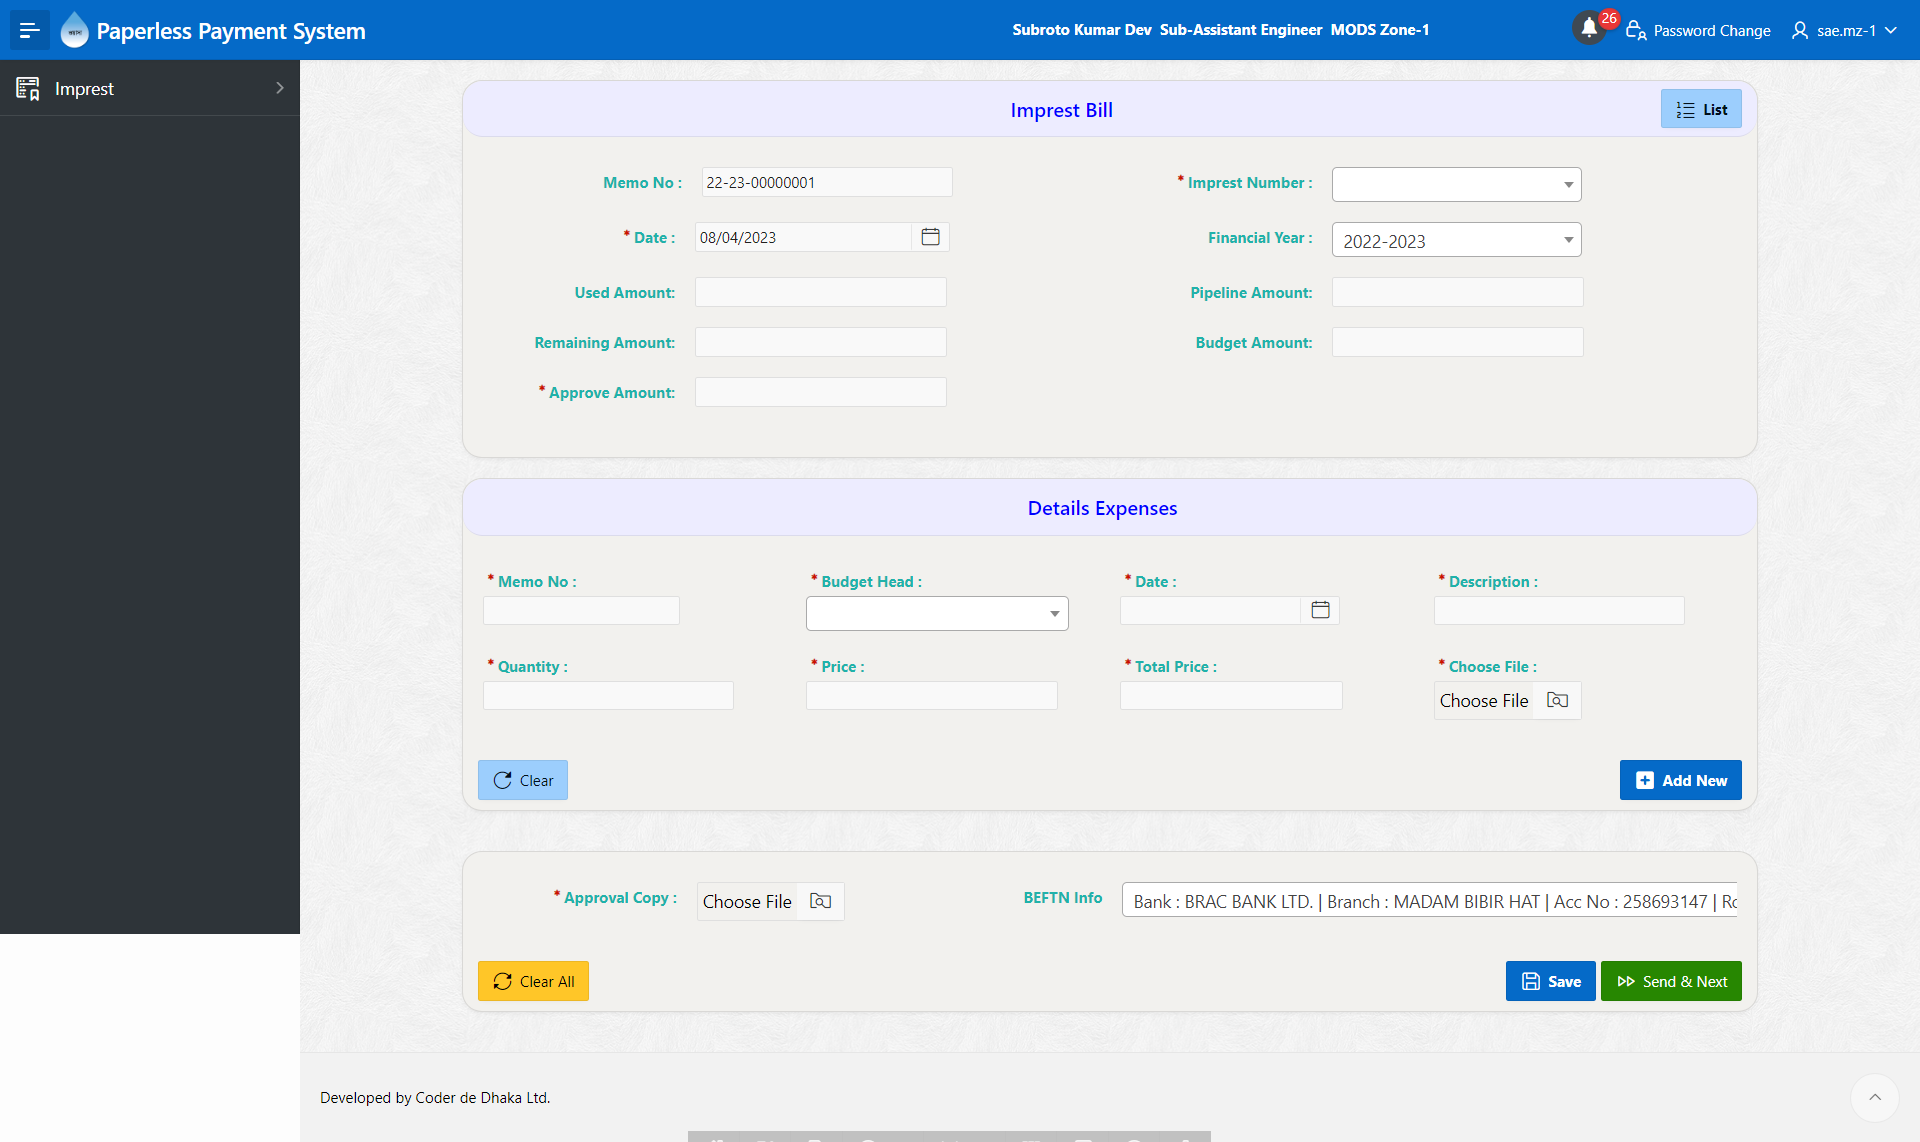 Paperless Payment System
Subroto Kumar Dev Sub-Assistant Engineer MODS Zone-1
26
Password Change
sae.mz-1
Imprest
Imprest Bill
List
Memo No : 22-23-00000001
* Imprest Number :
* Date : 08/04/2023
Financial Year : 2022-2023
Used Amount:
Pipeline Amount:
Remaining Amount:
Budget Amount:
* Approve Amount:
Details Expenses
* Memo No :
* Budget Head :
* Date :
* Description :
* Quantity :
* Price :
* Total Price :
* Choose File :
Choose File
Clear
Add New
* Approval Copy : Choose File
BEFTN Info Bank : BRAC BANK LTD. | Branch : MADAM BIBIR HAT | Acc No : 258693147 |
Clear All
Save
Send & Next
Developed by Coder de Dhaka Ltd.